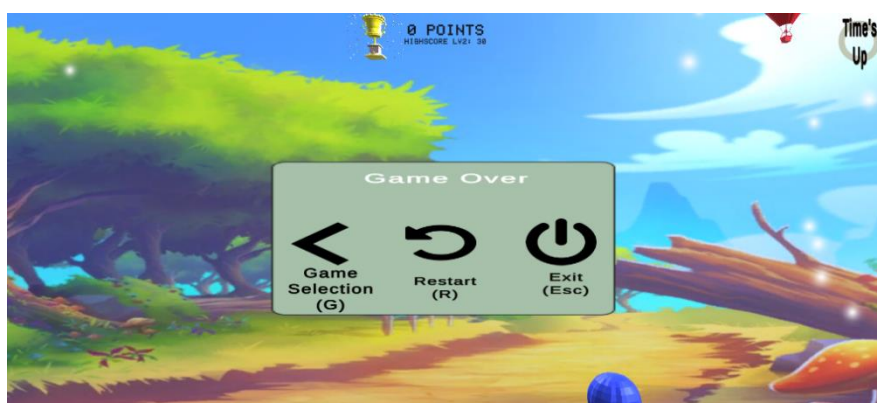 0 POINTS
HIGHSCORE LV2: 30
Time's
Up
Game Over
Game
Selection
(G)
Restart
(R)
Exit
(Esc)